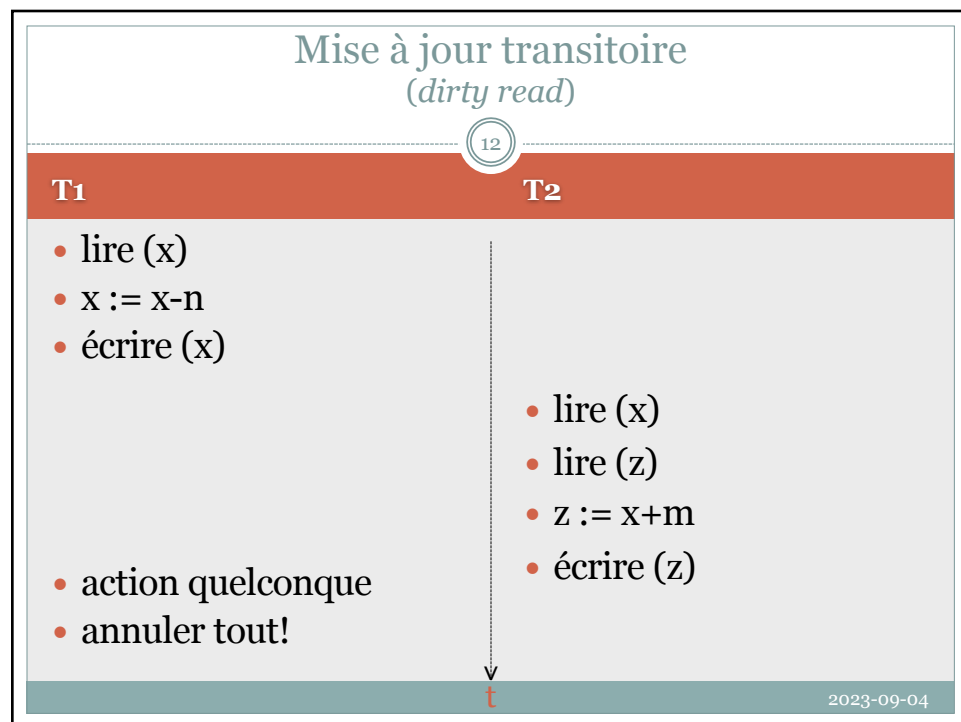 Mise à jour transitoire
(dirty read)
12
T1
T2
• lire (x)
• x := x-n
• écrire (x)
• lire (x)
• lire (z)
• z := x+m
• écrire (z)
• action quelconque
• annuler tout!
t
2023-09-04